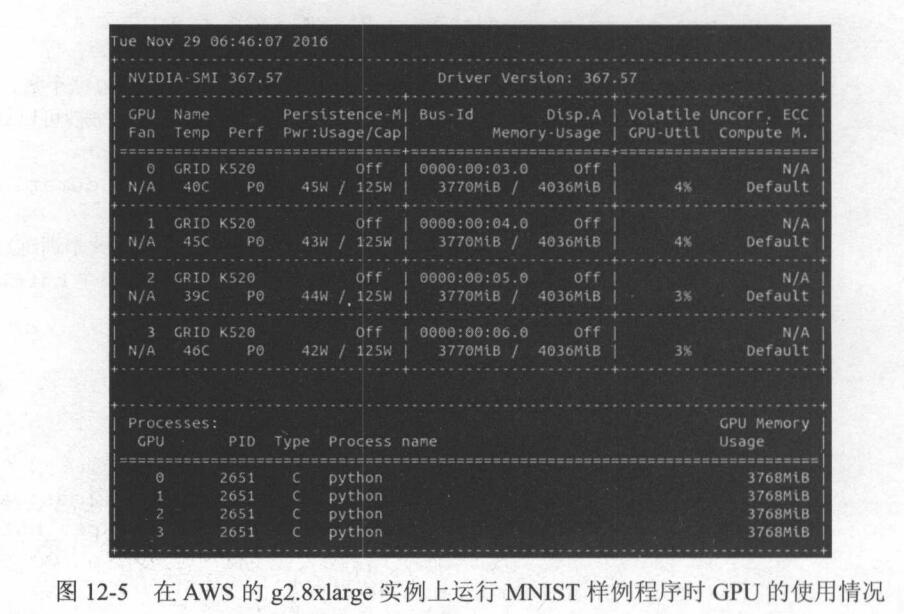 Tue Nov 29 06:46:07 2016
NVIDIA-SMI 367.57 Driver Version: 367.57
GPU Name Persistence-M| Bus-Id Disp.A | Volatile Uncorr. ECC
Fan Temp Perf Pwr:Usage/Cap| Memory-Usage | GPU-Util Compute M.
0 GRID K520 Off | 0000:00:03.0 Off | N/A
N/A 40C P0 45W / 125W | 3770MiB / 4036MiB | 4% Default
1 GRID K520 Off | 0000:00:04.0 Off | N/A
N/A 45C P0 43W / 125W | 3770MiB / 4036MiB | 4% Default
2 GRID K520 Off | 0000:00:05.0 Off | N/A
N/A 39C P0 44W / 125W | 3770MiB / 4036MiB | 3% Default
3 GRID K520 Off | 0000:00:06.0 Off | N/A
N/A 46C P0 42W / 125W | 3770MiB / 4036MiB | 3% Default
Processes: GPU Memory
GPU PID Type Process name Usage
0 2651 C python 3768MiB
1 2651 C python 3768MiB
2 2651 C python 3768MiB
3 2651 C python 3768MiB
图 12-5 在 AWS 的 g2.8xlarge 实例上运行 MNIST 样例程序时 GPU 的使用情况